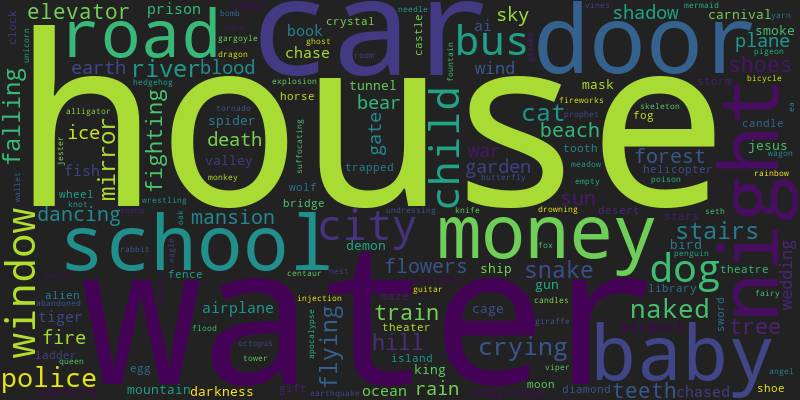 elevator
prison
bomb
needle
vines
mermaid
clock
road
car
door
crystal
sky
shadow
carnival
yarn
unicorn
gargoyle
book
castle
ai
smoke
dragon
ghost
chase
bus
plane
pigeon
earth
river
blood
room
fountain
wind
shoes
hedgehog
explosion
tunnel
mask
storm
bicycle
falling
house
horse
bear
fireworks
skeleton
alligator
tornado
cat
prophet
fog
ea
ice
mirror
fighting
spider
suffocating
gate
child
beach
candle
night
death
war
tooth
jesus
jester
valley
garden
forest
meadow
wagon
fish
trapped
helicopter
monkey
wolf
butterfly
empty
poison
rainbow
wallet
wheel
wrestling
bridge
sun
desert
knot.
swamp
oak
undressing
knife
drowning
stars
seth
dancing
mansion
city
money
stairs
window
school
demon
fox
bird
wedding
rabbit
eagle
penguin
fence
centaur
nest
flowers
ship
snake
dog
theatre
alien
water
gun
library
fairy
abandoned
airplane
injection
maze
cage
candles
naked
sword
tiger
guitar
train
giraffe
fire
flood
apocalypse
flying
theater
tree
ladder
octopus
hill
crying
baby
queen
tower
island
egg
king
viper
angel
police
mountain
darkness
gift
earthquake
ocean
rain
moon
diamond
teeth
chased
shoe